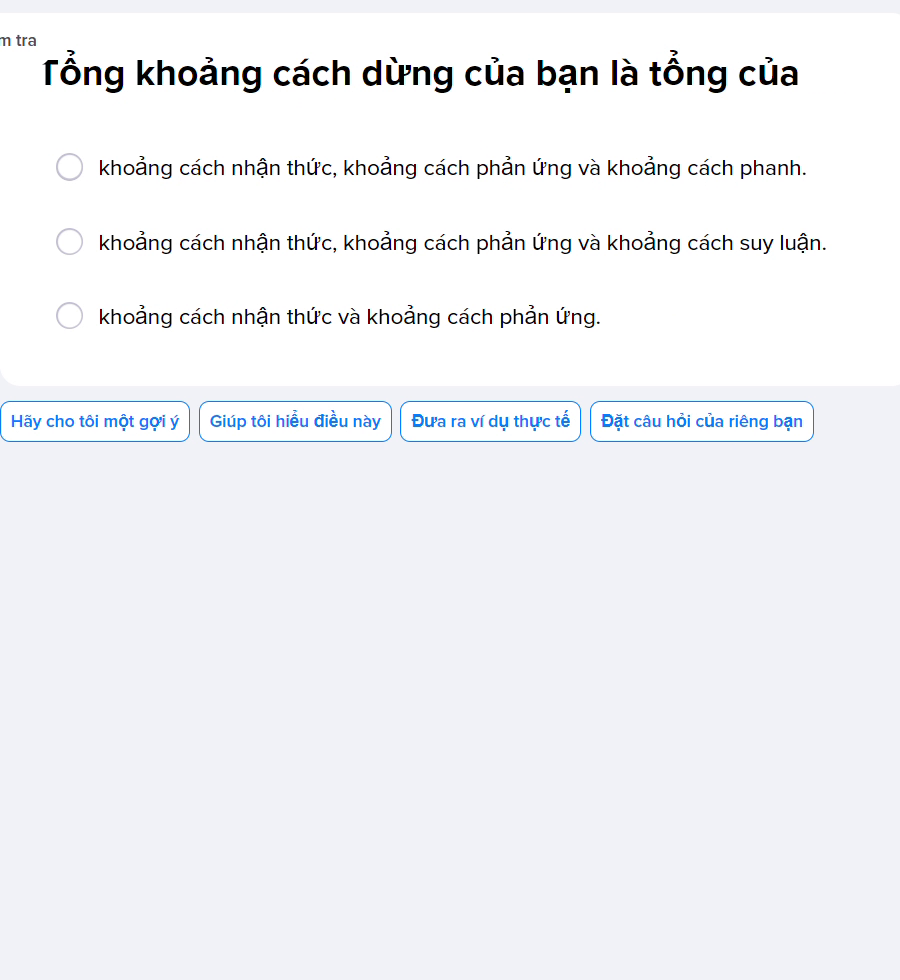 m tra
Tổng khoảng cách dừng của bạn là tổng của
khoảng cách nhận thức, khoảng cách phản ứng và khoảng cách phanh.
khoảng cách nhận thức, khoảng cách phản ứng và khoảng cách suy luận.
khoảng cách nhận thức và khoảng cách phản ứng.
Hãy cho tôi một gợi ý
Giúp tôi hiểu điều này
Đưa ra ví dụ thực tế
Đặt câu hỏi của riêng bạn